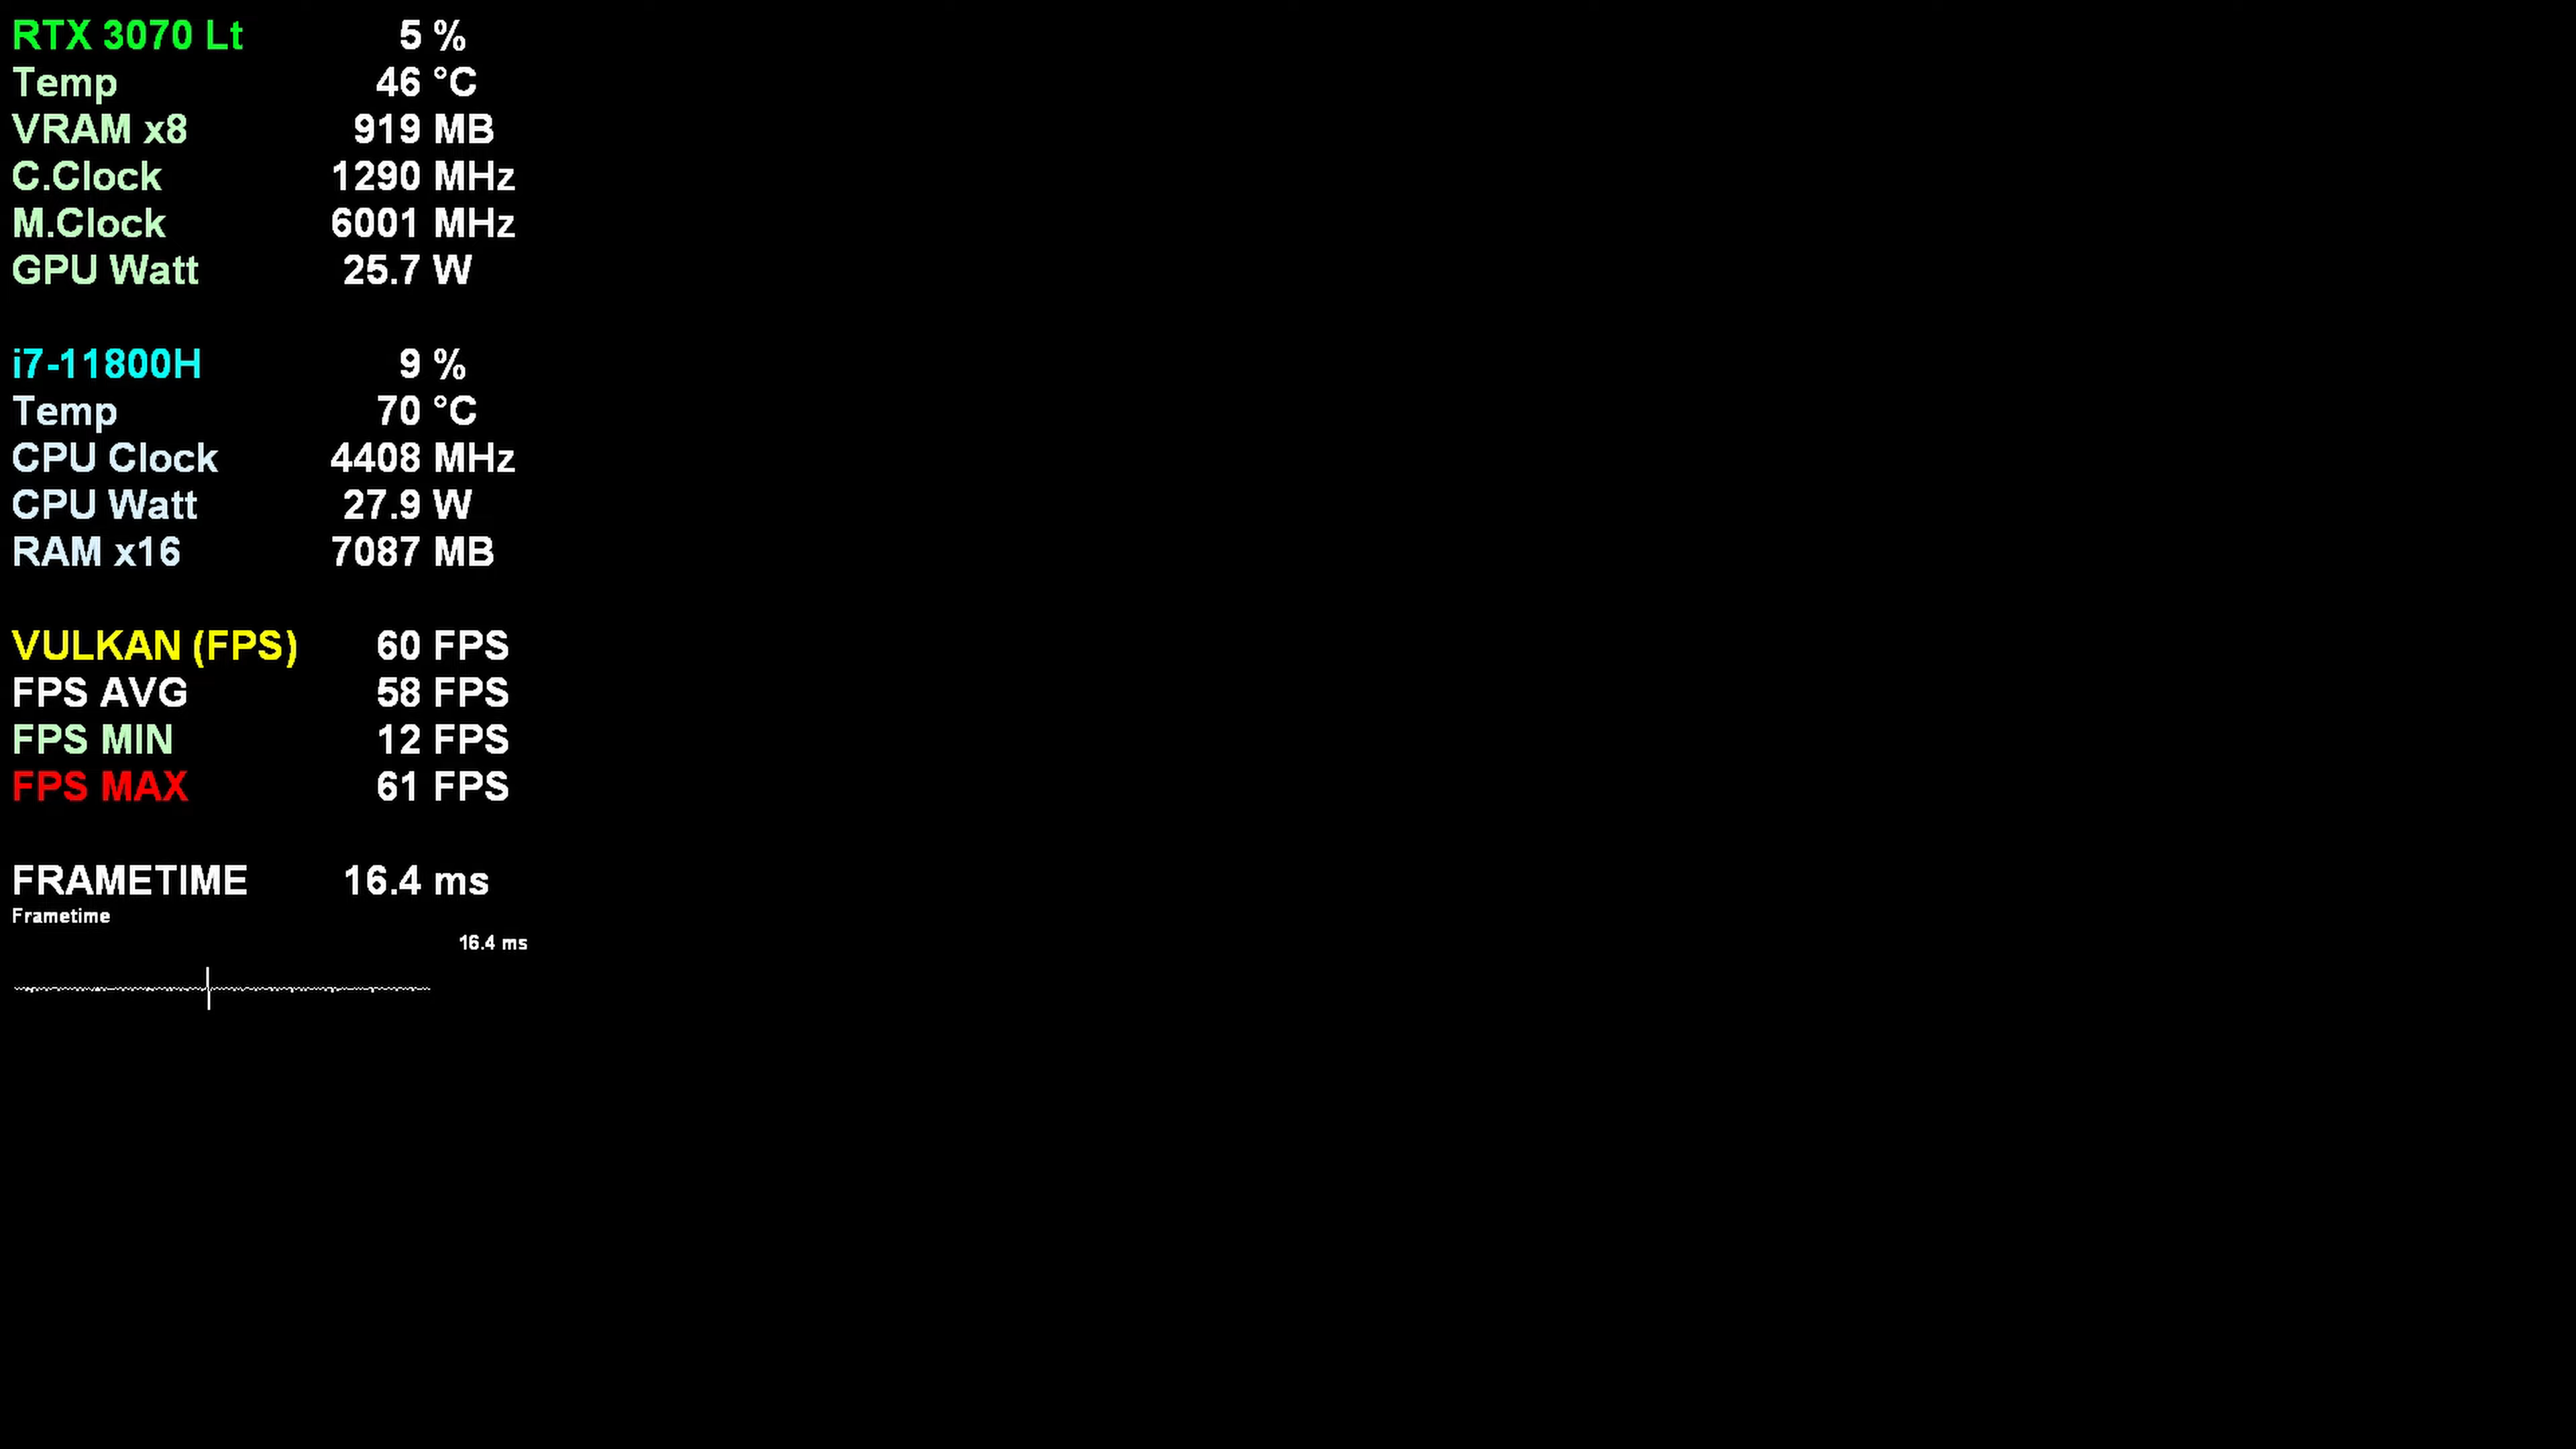 RTX 3070 Lt 5 %
Temp 46 °C
VRAM x8 919 MB
C.Clock 1290 MHz
M.Clock 6001 MHz
GPU Watt 25.7 W
i7-11800H 9 %
Temp 70 °C
CPU Clock 4408 MHz
CPU Watt 27.9 W
RAM x16 7087 MB
VULKAN (FPS) 60 FPS
FPS AVG 58 FPS
FPS MIN 12 FPS
FPS MAX 61 FPS
FRAMETIME 16.4 ms
Frametime
16.4 ms